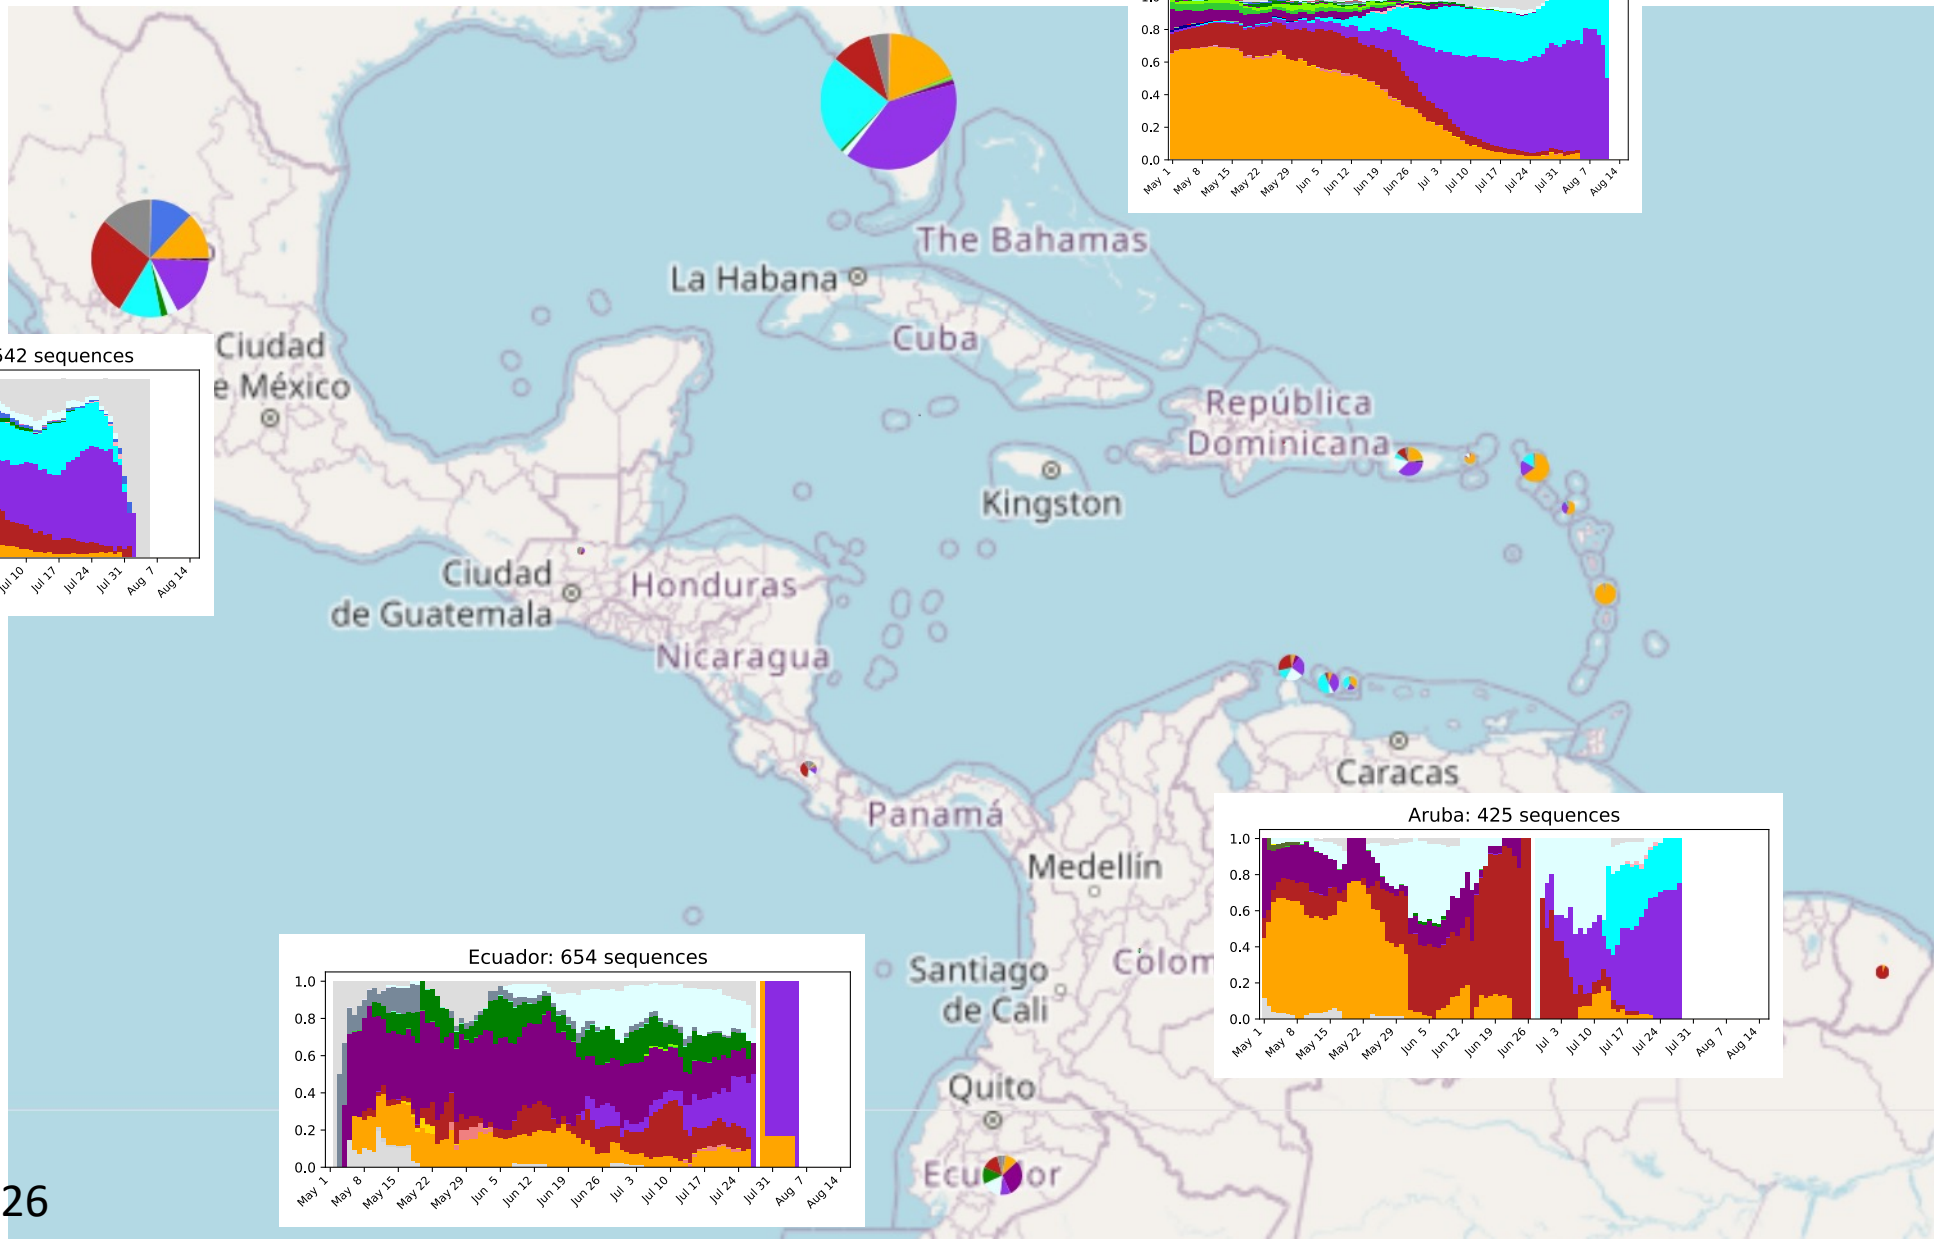 1.0
0.8
0.6
0.4
0.2
0.0
May 1
May 8
May 15
May 22
May 29
Jun 5
Jun 12
Jun 19
Jun 26
Jul 3
Jul 10
Jul 17
Jul 24
Jul 31
Aug 7
Aug 14
The Bahamas
La Habana
Cuba
542 sequences
Jul 10
Jul 17
Jul 24
Jul 31
Aug 7
Aug 14
Ciudad
e México
República
Dominicana
Kingston
Ciudad
de Guatemala
Honduras
Nicaragua
Caracas
Panamá
Medellín
Aruba: 425 sequences
1.0
0.8
0.6
0.4
0.2
0.0
May 1
May 8
May 15
May 22
May 29
Jun 5
Jun 12
Jun 19
Jun 26
Jul 3
Jul 10
Jul 17
Jul 24
Jul 31
Aug 7
Aug 14
Colom
Santiago
de Cali
Ecuador: 654 sequences
1.0
0.8
0.6
0.4
0.2
0.0
May 1
May 8
May 15
May 22
May 29
Jun 5
Jun 12
Jun 19
Jun 26
Jul 3
Jul 10
Jul 17
Jul 24
Jul 31
Aug 7
Aug 14
Quito
Ecu or
26